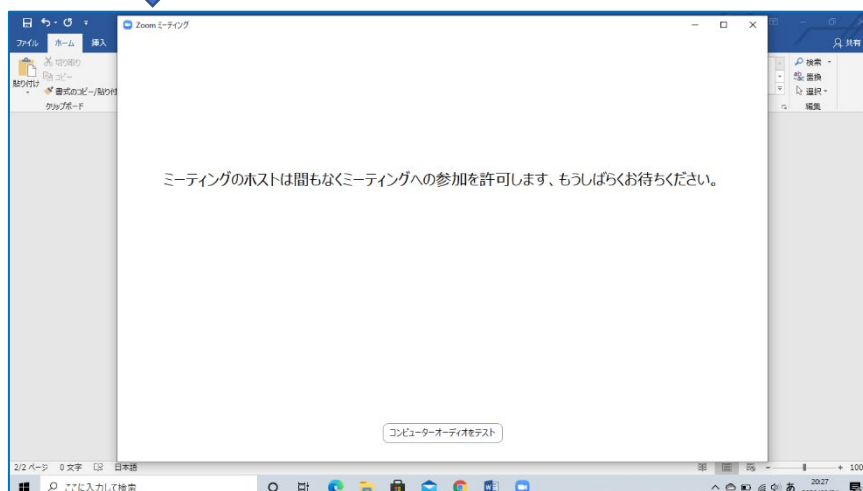 Zoom ミーティング
ファイル ホーム 挿入
共有
切り取り
コピー
貼り付け
書式のコピー/貼り付
クリップボード
検索
置換
選択
編集
ミーティングのホストは間もなくミーティングへの参加を許可します、もうしばらくお待ちください。
コンピューターオーディオをテスト
2/2 ページ 0 文字 日本語
100
ここに入力して検索
あ 20:27